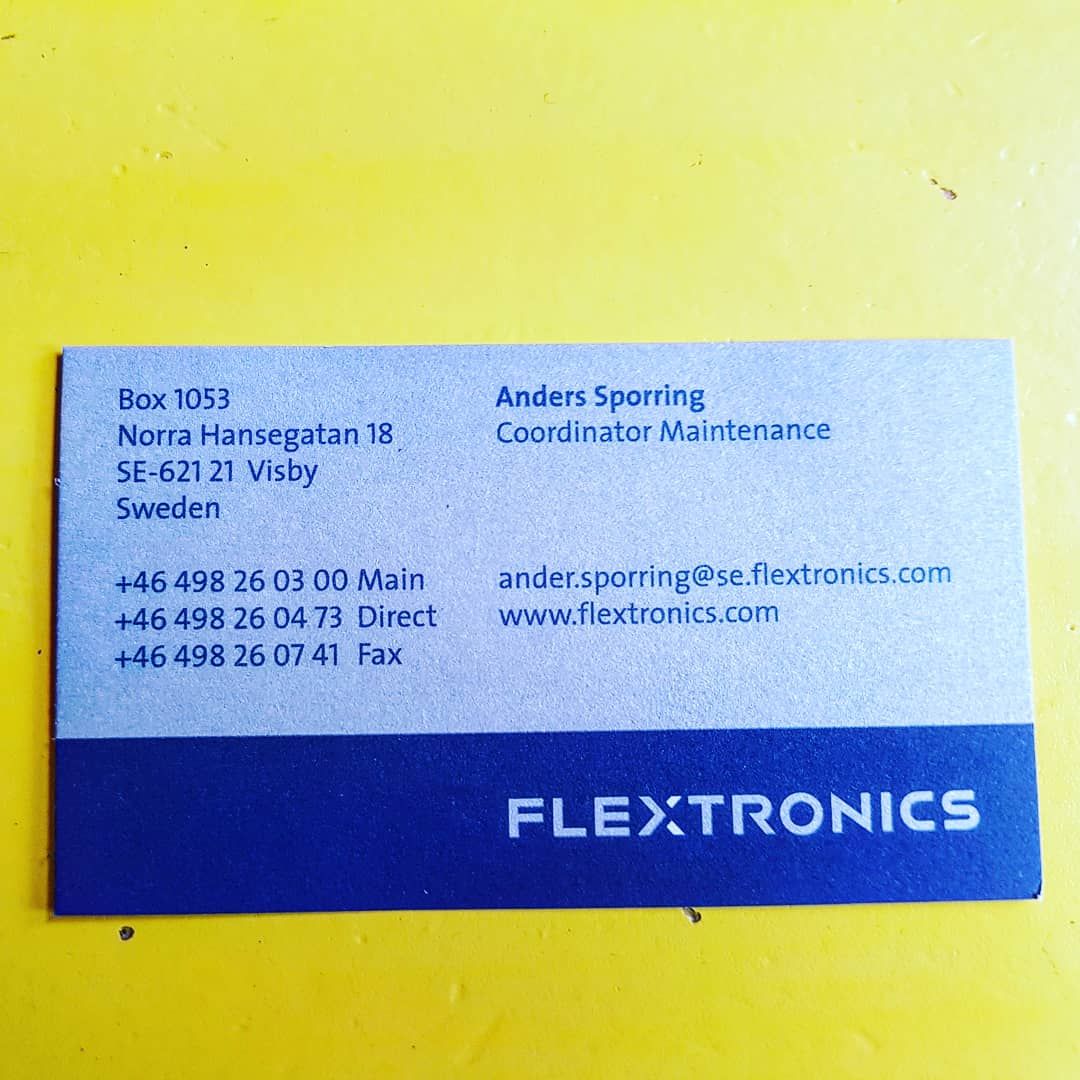 Box 1053
Norra Hansegatan 18
SE-621 21 Visby
Sweden
+46 498 26 03 00 Main
+46 498 26 04 73 Direct
+46 498 26 07 41 Fax
Anders Sporring
Coordinator Maintenance
ander.sporring@se.flextronics.com
www.flextronics.com
FLEXTRONICS